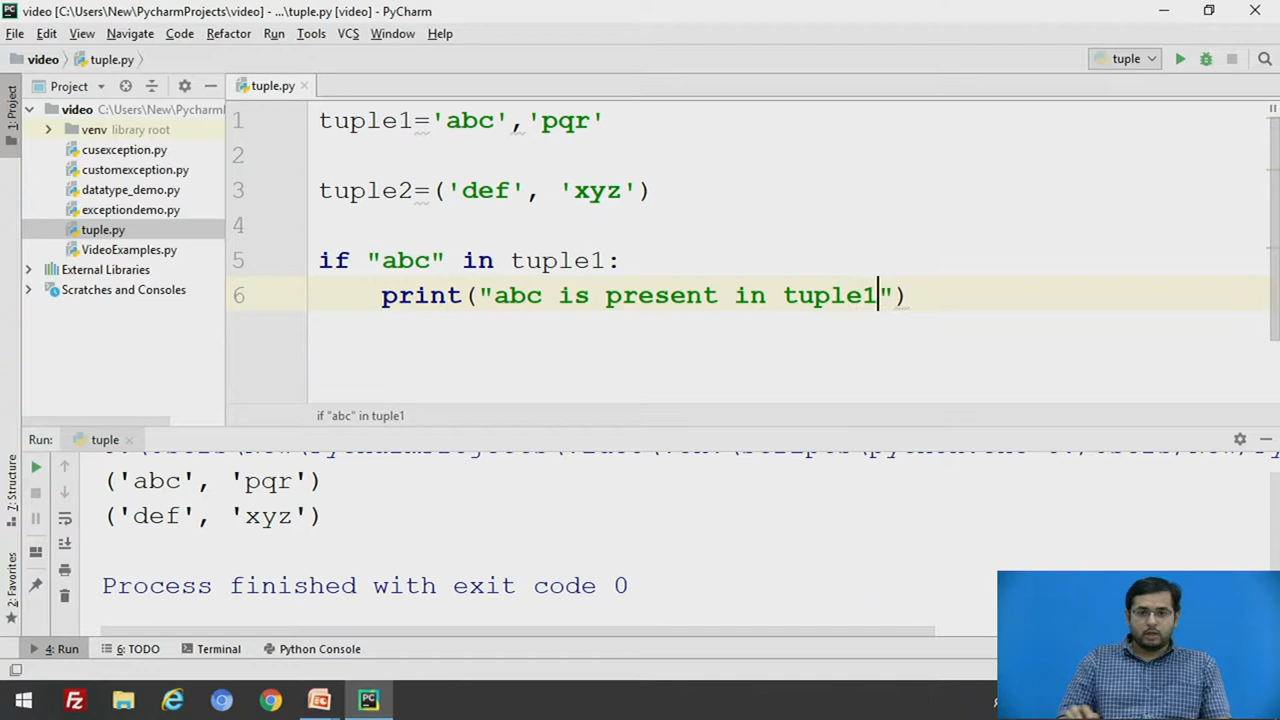 video [C:\Users\New\PycharmProjects\video] - ...\tuple.py [video] - PyCharm
File Edit View Navigate Code Refactor Run Tools VCS Window Help
video tuple.py tuple
1: Project
Project
tuple.py
video C:\Users\New\Pycharm
venv library root
cusexception.py
customexception.py
datatype_demo.py
exceptiondemo.py
tuple.py
VideoExamples.py
External Libraries
Scratches and Consoles
1 tuple1='abc','pqr'
2
3 tuple2=('def', 'xyz')
4
5 if "abc" in tuple1:
6 print("abc is present in tuple1")
if "abc" in tuple1
Run: tuple
('abc', 'pqr')
('def', 'xyz')
Process finished with exit code 0
7: Structure
2: Favorites
4: Run 6: TODO Terminal Python Console